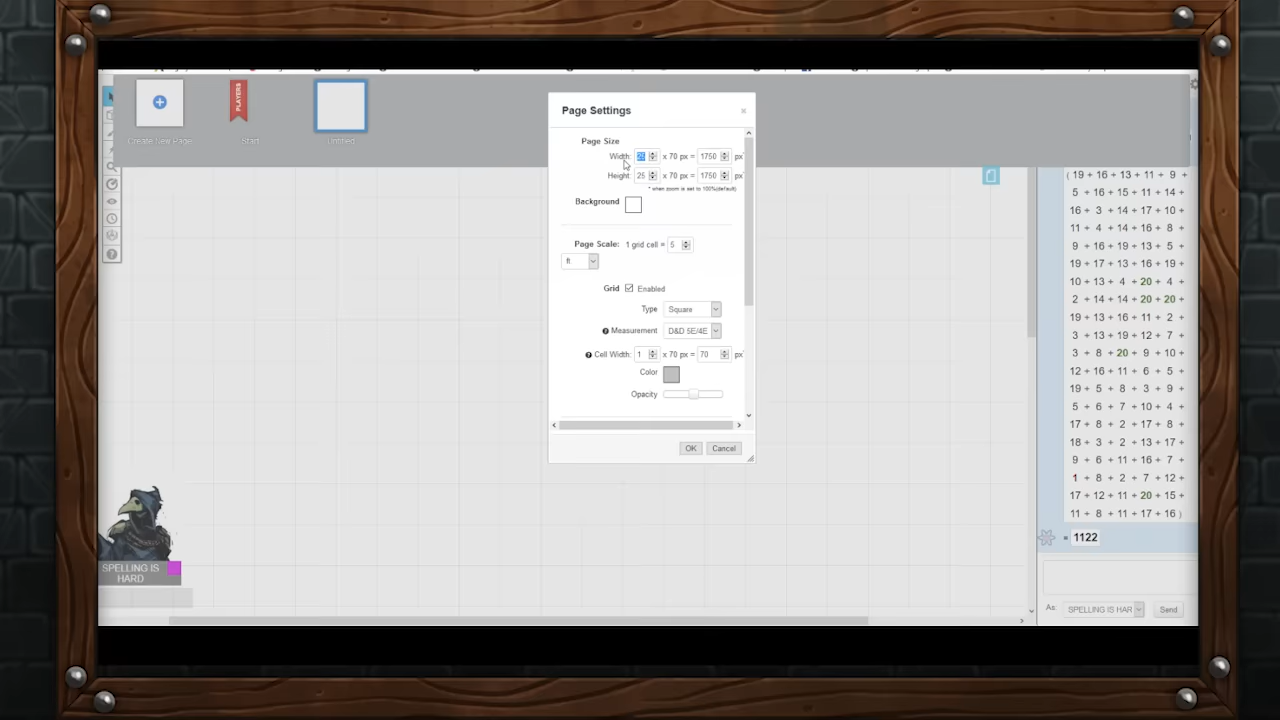 PLAYERS
Create New Page
Start
Untitled
Page Settings
×
Page Size
Width: 25 x 70 px = 1750 px
Height: 25 x 70 px = 1750 px
* when zoom is set to 100%(default)
Background
Page Scale: 1 grid cell = 5
ft
Grid Enabled
Type Square
Measurement D&D 5E/4E
Cell Width: 1 x 70 px = 70 px
Color
Opacity
OK Cancel
(19 + 16 + 13 + 11 + 9 +
5 + 16 + 15 + 11 + 14 +
16 + 3 + 14 + 17 + 10 +
11 + 4 + 14 + 16 + 8 +
9 + 16 + 19 + 13 + 5 +
19 + 17 + 13 + 16 + 19 +
10 + 13 + 4 + 20 + 4 +
2 + 14 + 14 + 20 + 20 +
19 + 13 + 16 + 11 + 2 +
3 + 13 + 19 + 12 + 7 +
3 + 8 + 20 + 9 + 10 +
12 + 16 + 11 + 6 + 5 +
19 + 5 + 8 + 3 + 9 +
5 + 6 + 7 + 10 + 4 +
17 + 8 + 2 + 17 + 8 +
18 + 3 + 2 + 13 + 17 +
9 + 6 + 11 + 16 + 7 +
1 + 8 + 2 + 7 + 12 +
17 + 12 + 11 + 20 + 15 +
11 + 8 + 11 + 17 + 16)
= 1122
SPELLING IS
HARD
As: SPELLING IS HAR Send